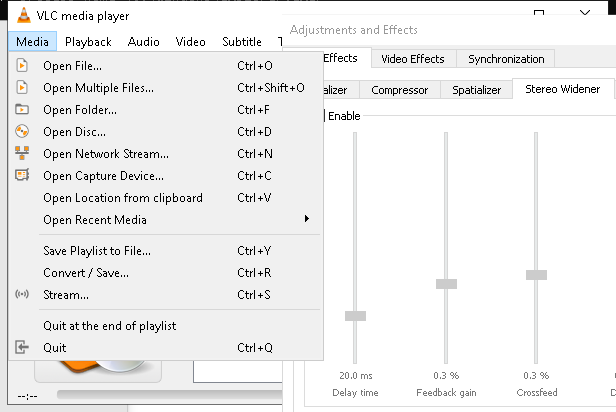 VLC media player
Adjustments and Effects
Media Playback Audio Video Subtitle
Effects Video Effects Synchronization
Compressor Spatializer Stereo Widener
Enable
Open File... Ctrl+O
Open Multiple Files... Ctrl+Shift+O
Open Folder... Ctrl+F
Open Disc... Ctrl+D
Open Network Stream... Ctrl+N
Open Capture Device... Ctrl+C
Open Location from clipboard Ctrl+V
Open Recent Media
Save Playlist to File... Ctrl+Y
Convert / Save... Ctrl+R
Stream... Ctrl+S
Quit at the end of playlist
Quit Ctrl+Q
20.0 ms 0.3 % 0.3 %
Delay time Feedback gain Crossfeed
--:--